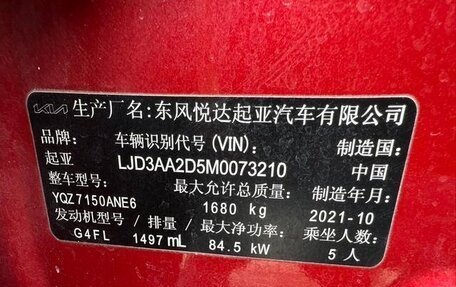 KIA 生产厂名:东风悦达起亚汽车有限公司
品牌: 车辆识别代号(VIN): 制造国:
起亚 LJD3AA2D5M0073210 中国
整车型号: 最大允许总质量: 制造年月:
YQZ7150ANE6 1680 kg 2021-10
发动机型号/排量/最大净功率: 乘坐人数:
G4FL 1497mL 84.5 kW 5人